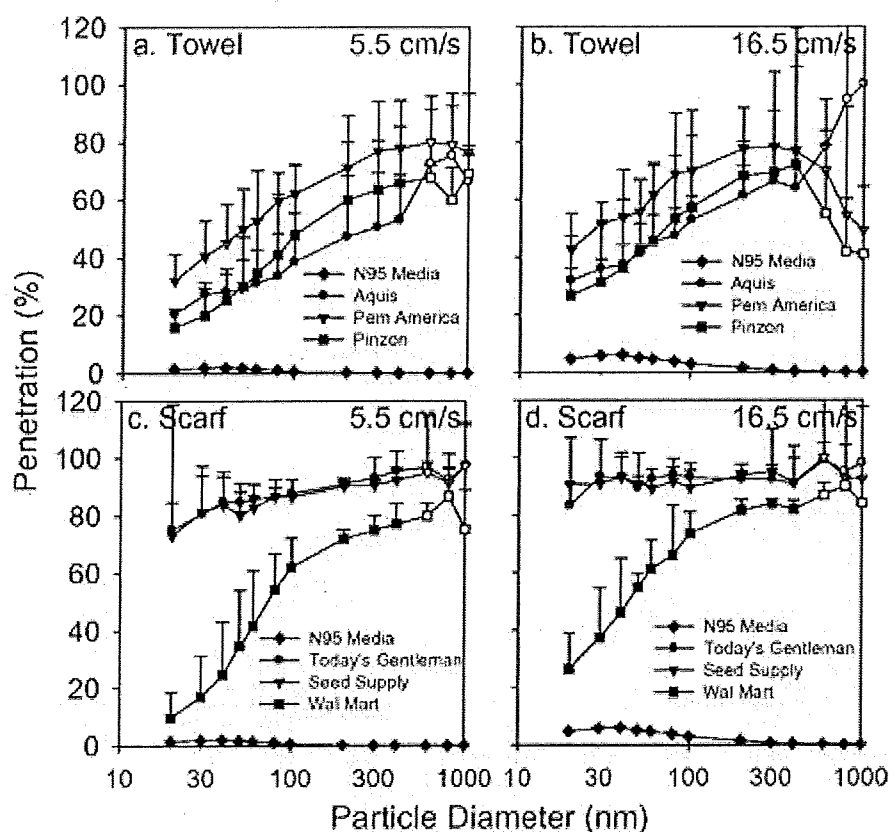 a. Towel 5.5 cm/s
120
100
80
60
40
20
0
N95 Media
Aquis
Pem America
Pinzon
b. Towel 16.5 cm/s
N95 Media
Aquis
Pem America
Pinzon
Penetration (%)
c. Scarf 5.5 cm/s
120
100
80
60
40
20
0
N95 Media
Today's Gentleman
Seed Supply
Wal Mart
d. Scarf 16.5 cm/s
N95 Media
Today's Gentleman
Seed Supply
Wal Mart
10 30 100 300 1000
10 30 100 300 1000
Particle Diameter (nm)